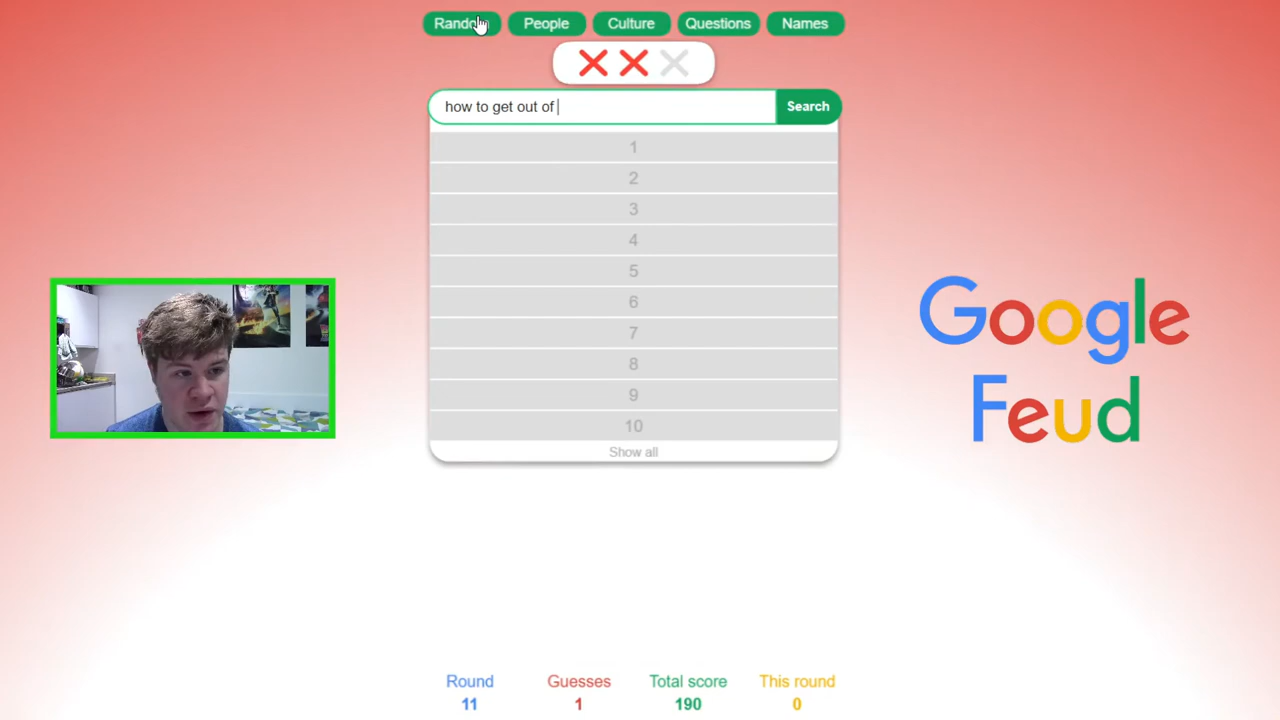 Random People Culture Questions Names
how to get out of Search
1
2
3
4
5
6
7
8
9
10
Show all
Google
Feud
Round Guesses Total score This round
11 1 190 0